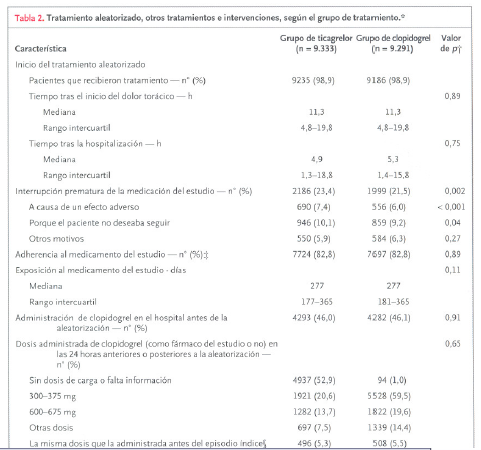 Tabla 2. Tratamiento aleatorizado, otros tratamientos e intervenciones, según el grupo de tratamiento.*
Característica Grupo de ticagrelor (n = 9.333) Grupo de clopidogrel (n = 9.291) Valor de p†
Inicio del tratamiento aleatorizado
Pacientes que recibieron tratamiento — n° (%) 9235 (98,9) 9186 (98,9)
Tiempo tras el inicio del dolor torácico — h 0,89
Mediana 11,3 11,3
Rango intercuartil 4,8–19,8 4,8–19,8
Tiempo tras la hospitalización — h 0,75
Mediana 4,9 5,3
Rango intercuartil 1,3–18,8 1,4–15,8
Interrupción prematura de la medicación del estudio — n° (%) 2186 (23,4) 1999 (21,5) 0,002
A causa de un efecto adverso 690 (7,4) 556 (6,0) < 0,001
Porque el paciente no deseaba seguir 946 (10,1) 859 (9,2) 0,04
Otros motivos 550 (5,9) 584 (6,3) 0,27
Adherencia al medicamento del estudio — n° (%)‡ 7724 (82,8) 7697 (82,8) 0,89
Exposición al medicamento del estudio - días 0,11
Mediana 277 277
Rango intercuartil 177–365 181–365
Administración de clopidogrel en el hospital antes de la 4293 (46,0) 4282 (46,1) 0,91
aleatorización — n° (%)
Dosis administrada de clopidogrel (como fármaco del estudio o no) en 0,65
las 24 horas anteriores o posteriores a la aleatorización —
n° (%)
Sin dosis de carga o falta información 4937 (52,9) 94 (1,0)
300–375 mg 1921 (20,6) 5528 (59,5)
600–675 mg 1282 (13,7) 1822 (19,6)
Otras dosis 697 (7,5) 1339 (14,4)
La misma dosis que la administrada antes del episodio índice§ 496 (5,3) 508 (5,5)